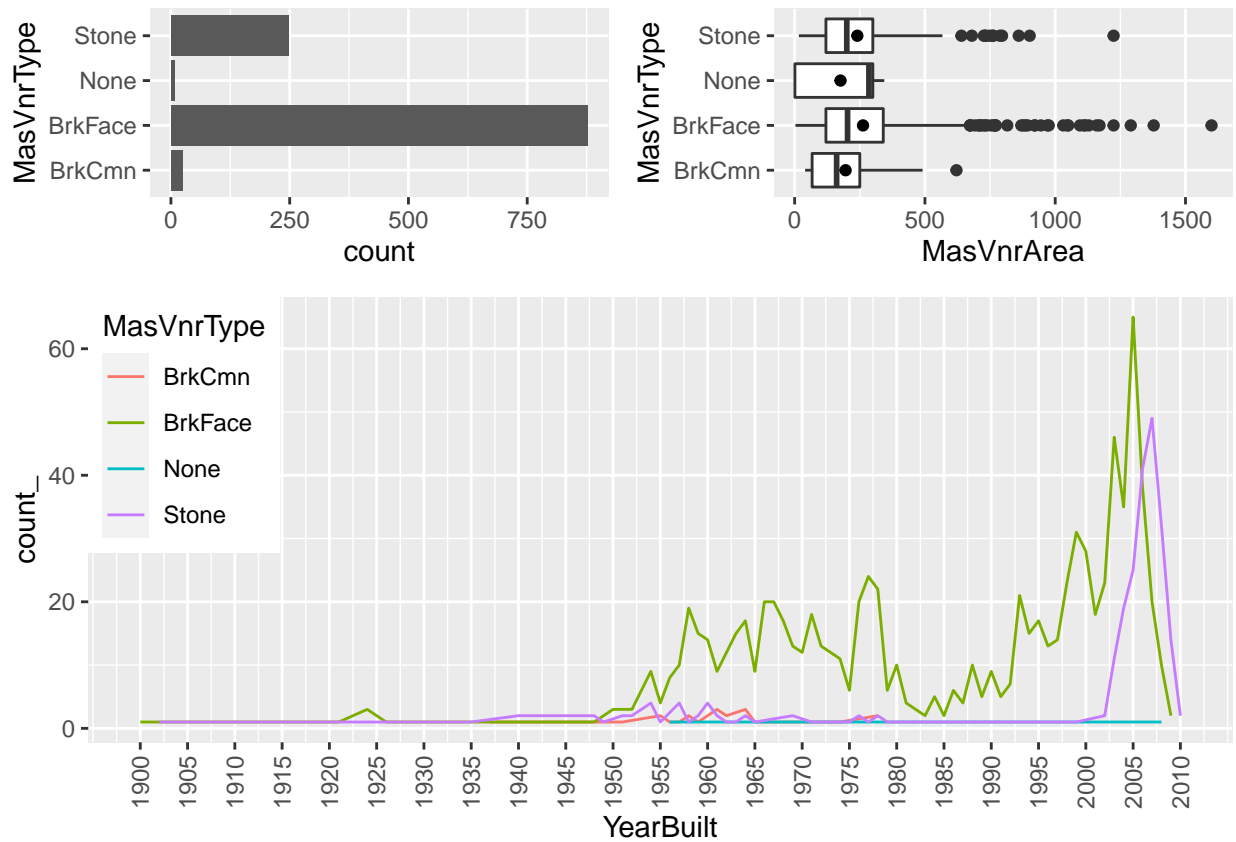 MasVnrType
Stone
None
BrkFace
BrkCmn
0 250 500 750
count
MasVnrType
Stone
None
BrkFace
BrkCmn
0 500 1000 1500
MasVnrArea
MasVnrType
BrkCmn
BrkFace
None
Stone
count_
60
40
20
0
1900 1905 1910 1915 1920 1925 1930 1935 1940 1945 1950 1955 1960 1965 1970 1975 1980 1985 1990 1995 2000 2005 2010
YearBuilt